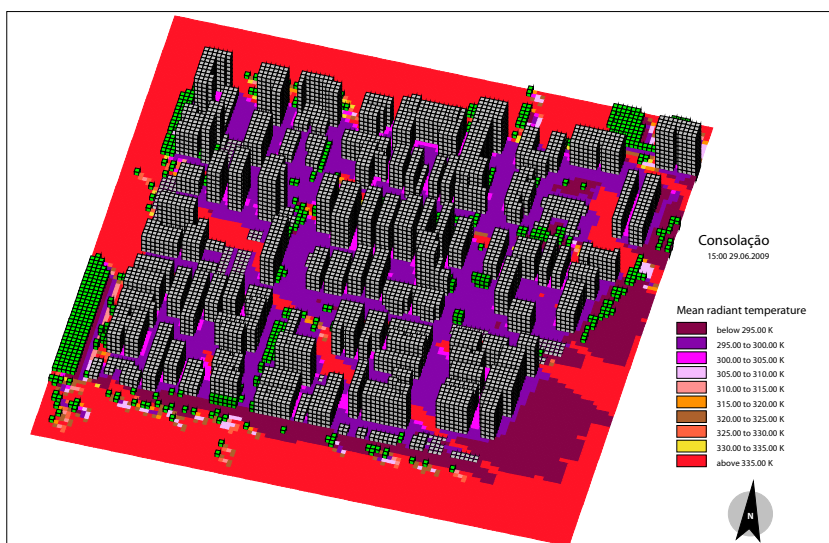 Consolação
15:00 29.06.2009
Mean radiant temperature
below 295.00 K
295.00 to 300.00 K
300.00 to 305.00 K
305.00 to 310.00 K
310.00 to 315.00 K
315.00 to 320.00 K
320.00 to 325.00 K
325.00 to 330.00 K
330.00 to 335.00 K
above 335.00 K
N